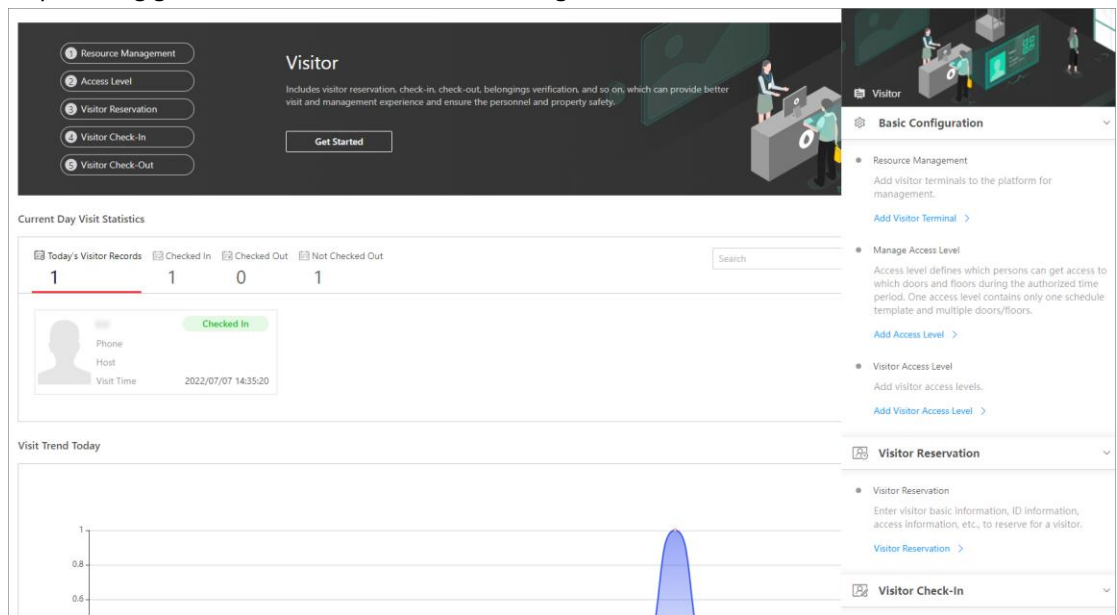 1 Resource Management
2 Access Level
3 Visitor Reservation
4 Visitor Check-In
5 Visitor Check-Out
Visitor
Includes visitor reservation, check-in, check-out, belongings verification, and so on, which can provide better
visit and management experience and ensure the personnel and property safety.
Get Started
Current Day Visit Statistics
Today's Visitor Records Checked In Checked Out Not Checked Out
1 1 0 1
Search
Checked In
Phone
Host
Visit Time 2022/07/07 14:35:20
Visit Trend Today
1
0.8
0.6
Visitor
Basic Configuration
Resource Management
Add visitor terminals to the platform for
management.
Add Visitor Terminal >
Manage Access Level
Access level defines which persons can get access to
which doors and floors during the authorized time
period. One access level contains only one schedule
template and multiple doors/floors.
Add Access Level >
Visitor Access Level
Add visitor access levels.
Add Visitor Access Level >
Visitor Reservation
Visitor Reservation
Enter visitor basic information, ID information,
access information, etc., to reserve for a visitor.
Visitor Reservation >
Visitor Check-In